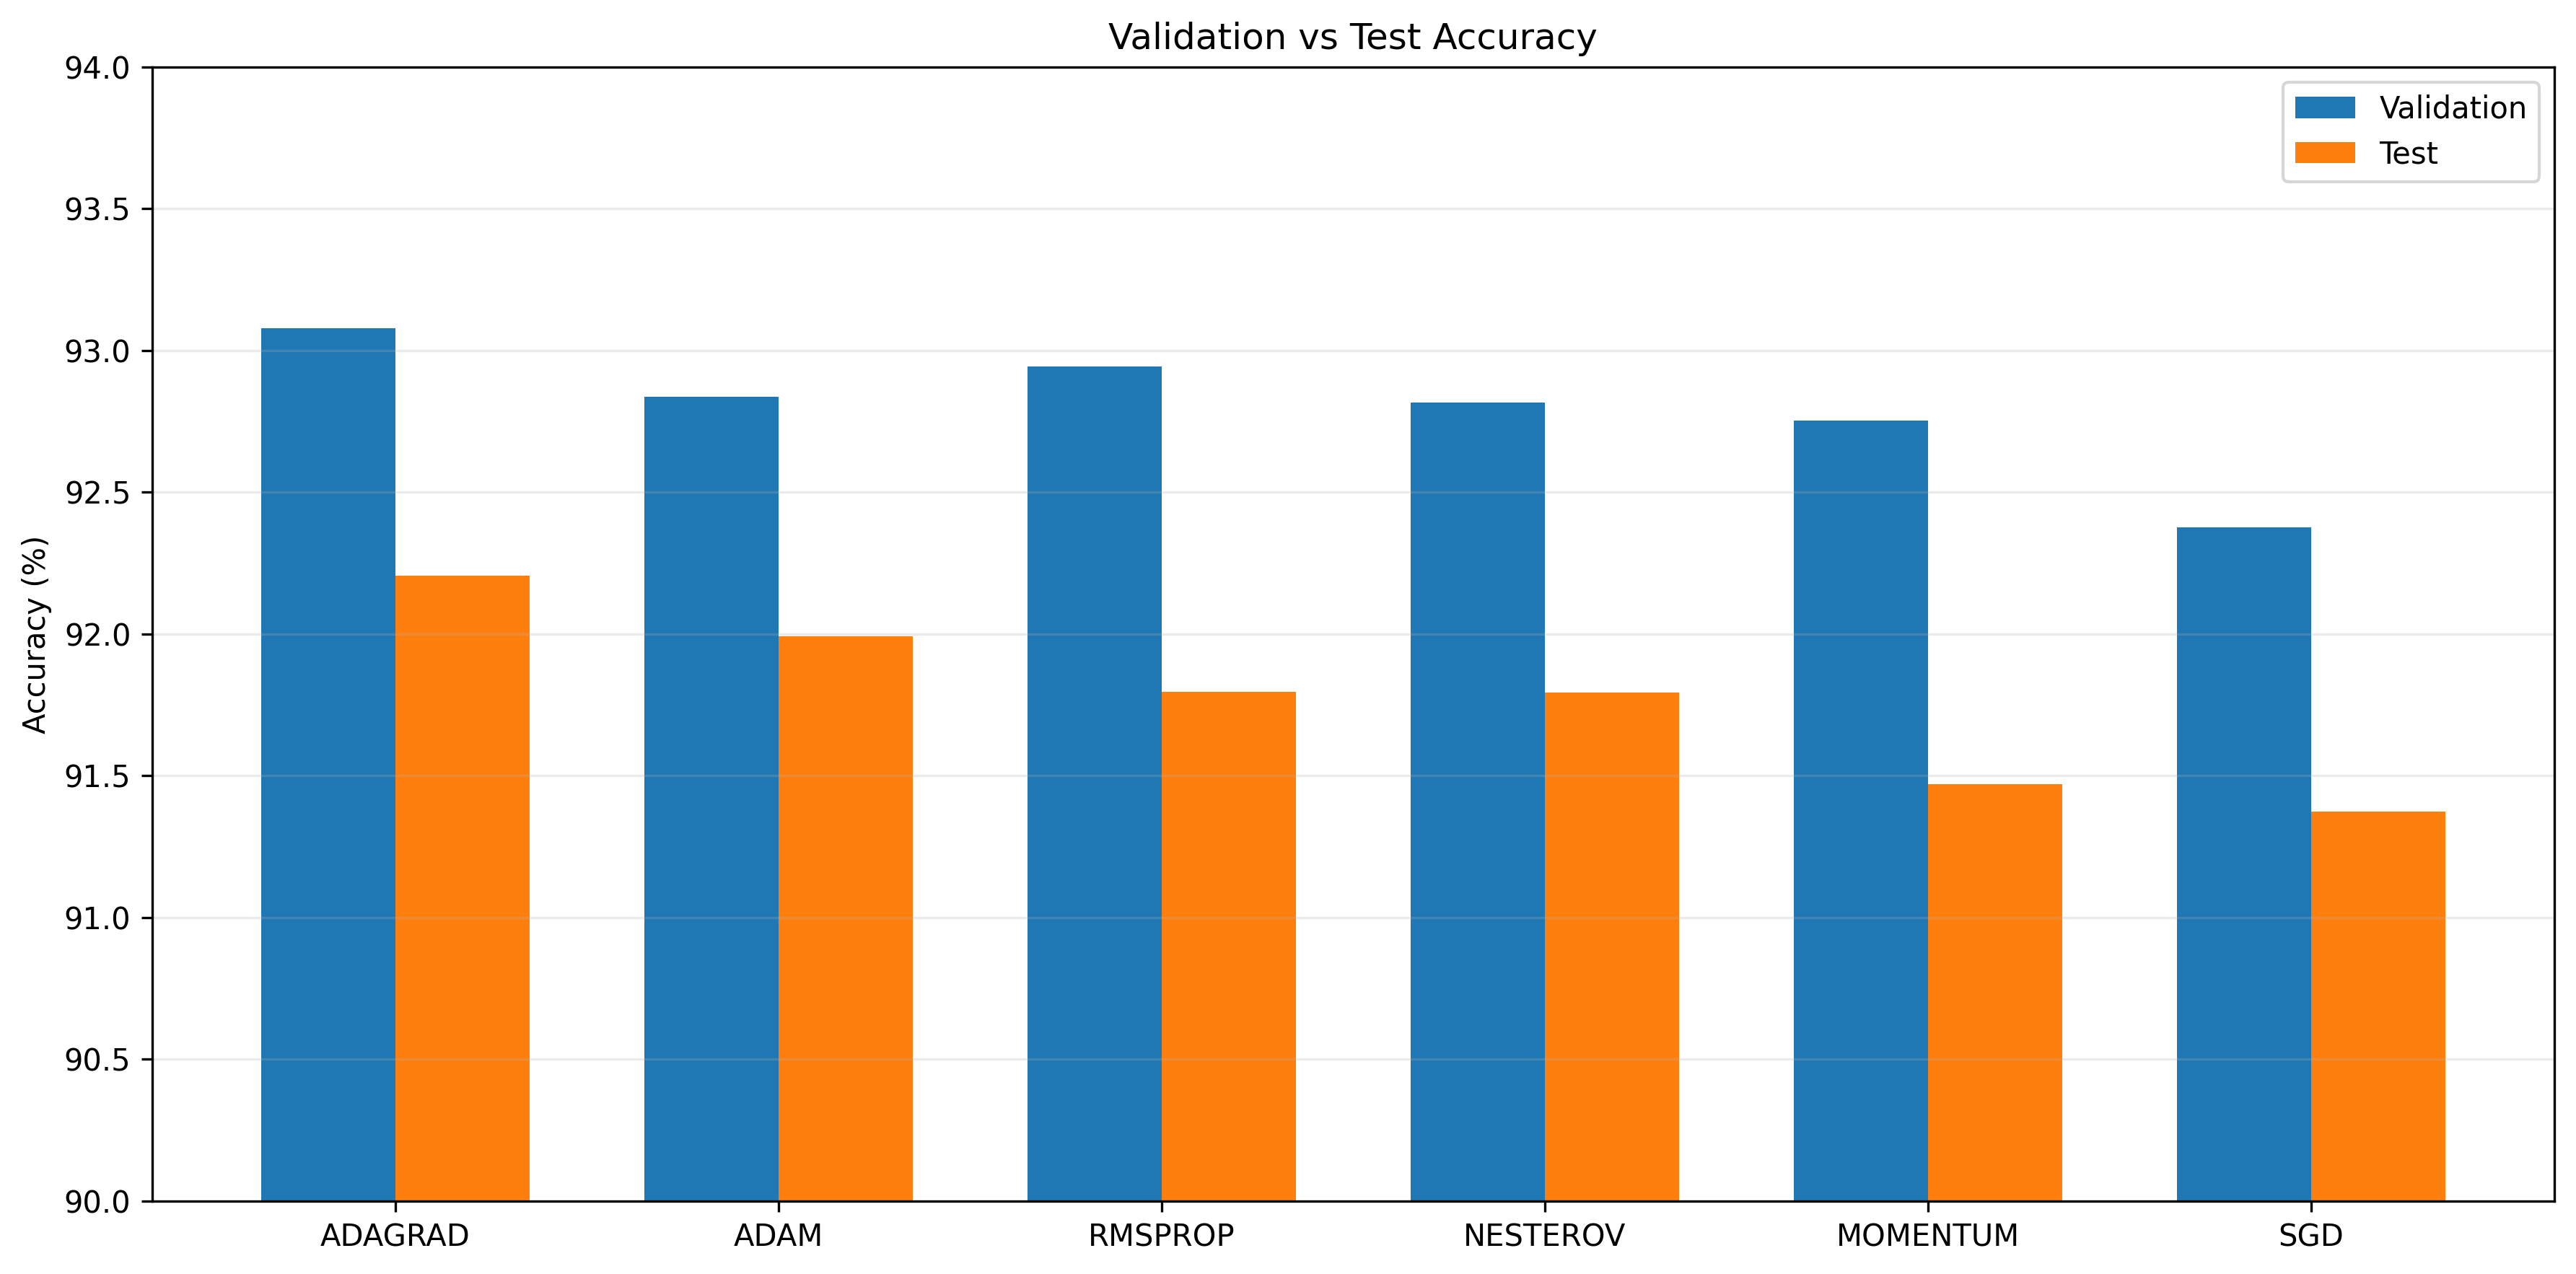 Validation vs Test Accuracy
Validation
Test
Accuracy (%)
94.0
93.5
93.0
92.5
92.0
91.5
91.0
90.5
90.0
ADAGRAD ADAM RMSPROP NESTEROV MOMENTUM SGD